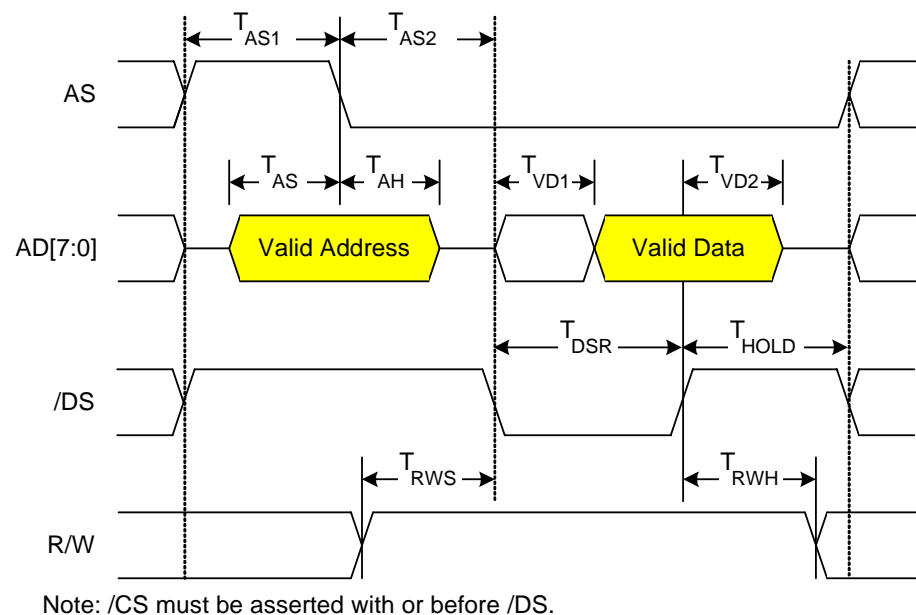 TAS1 TAS2
AS
TAS TAH TVD1 TVD2
AD[7:0] Valid Address Valid Data
TDSR THOLD
/DS
TRWS TRWH
R/W
Note: /CS must be asserted with or before /DS.